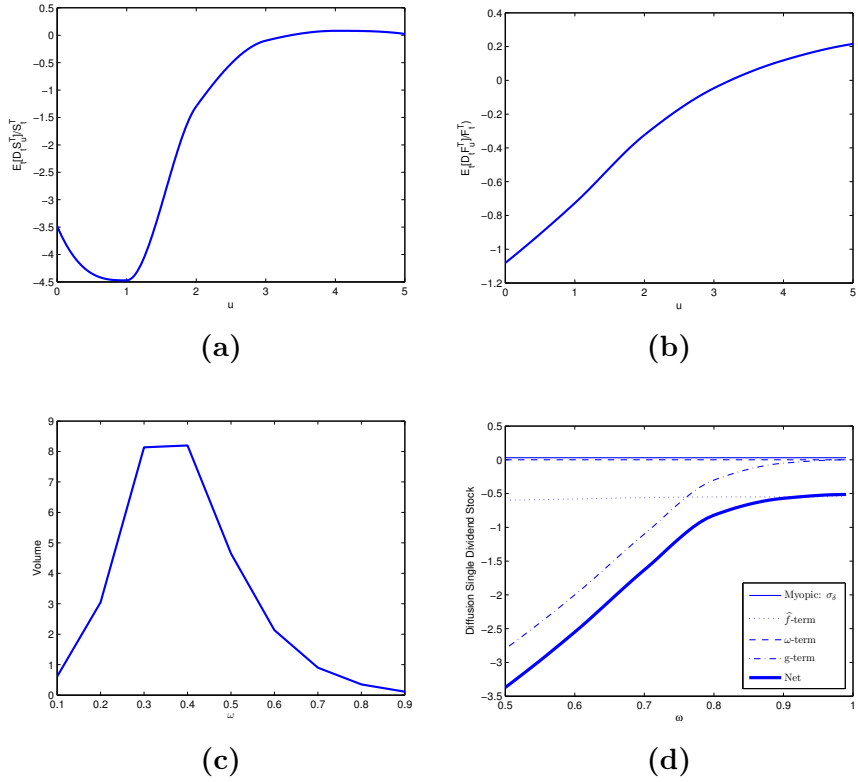 0.5
0
−0.5
−1
−1.5
−2
−2.5
−3
−3.5
−4
−4.5
0 1 2 3 4 5
u
E_t[D_tS_u^T]/S_t^T
(a)
0.4
0.2
0
−0.2
−0.4
−0.6
−0.8
−1
−1.2
0 1 2 3 4 5
u
E_t[D_tF_u^T]/F_t^T)
(b)
9
8
7
6
5
4
3
2
1
0
0.1 0.2 0.3 0.4 0.5 0.6 0.7 0.8 0.9
ω
Volume
(c)
0.5
0
−0.5
−1
−1.5
−2
−2.5
−3
−3.5
0.5 0.6 0.7 0.8 0.9 1
ω
Diffusion Single Dividend Stock
Myopic: σ_δ
f̂-term
ω-term
g-term
Net
(d)